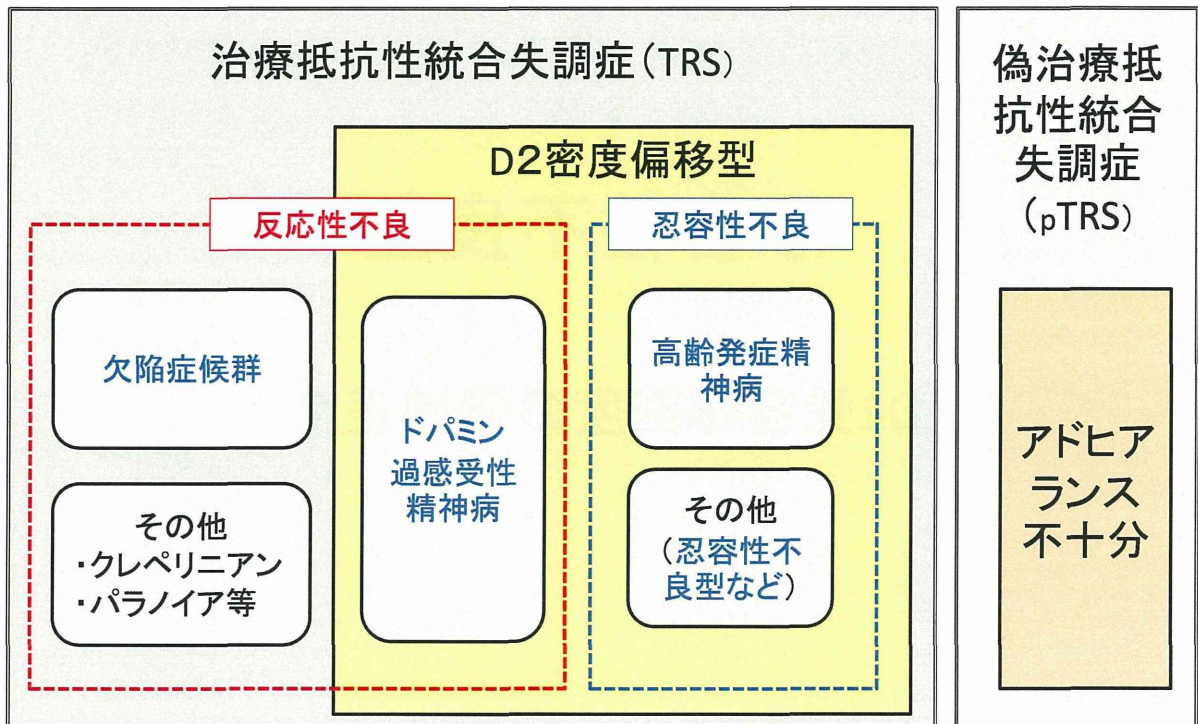 治療抵抗性統合失調症(TRS)
D2密度偏移型
反応性不良
忍容性不良
欠陥症候群
その他
・クレペリニアン
・パラノイア等
ドパミン
過感受性
精神病
高齢発症精
神病
その他
(忍容性不
良型など)
偽治療抵
抗性統合
失調症
(pTRS)
アドヒア
ランス
不十分